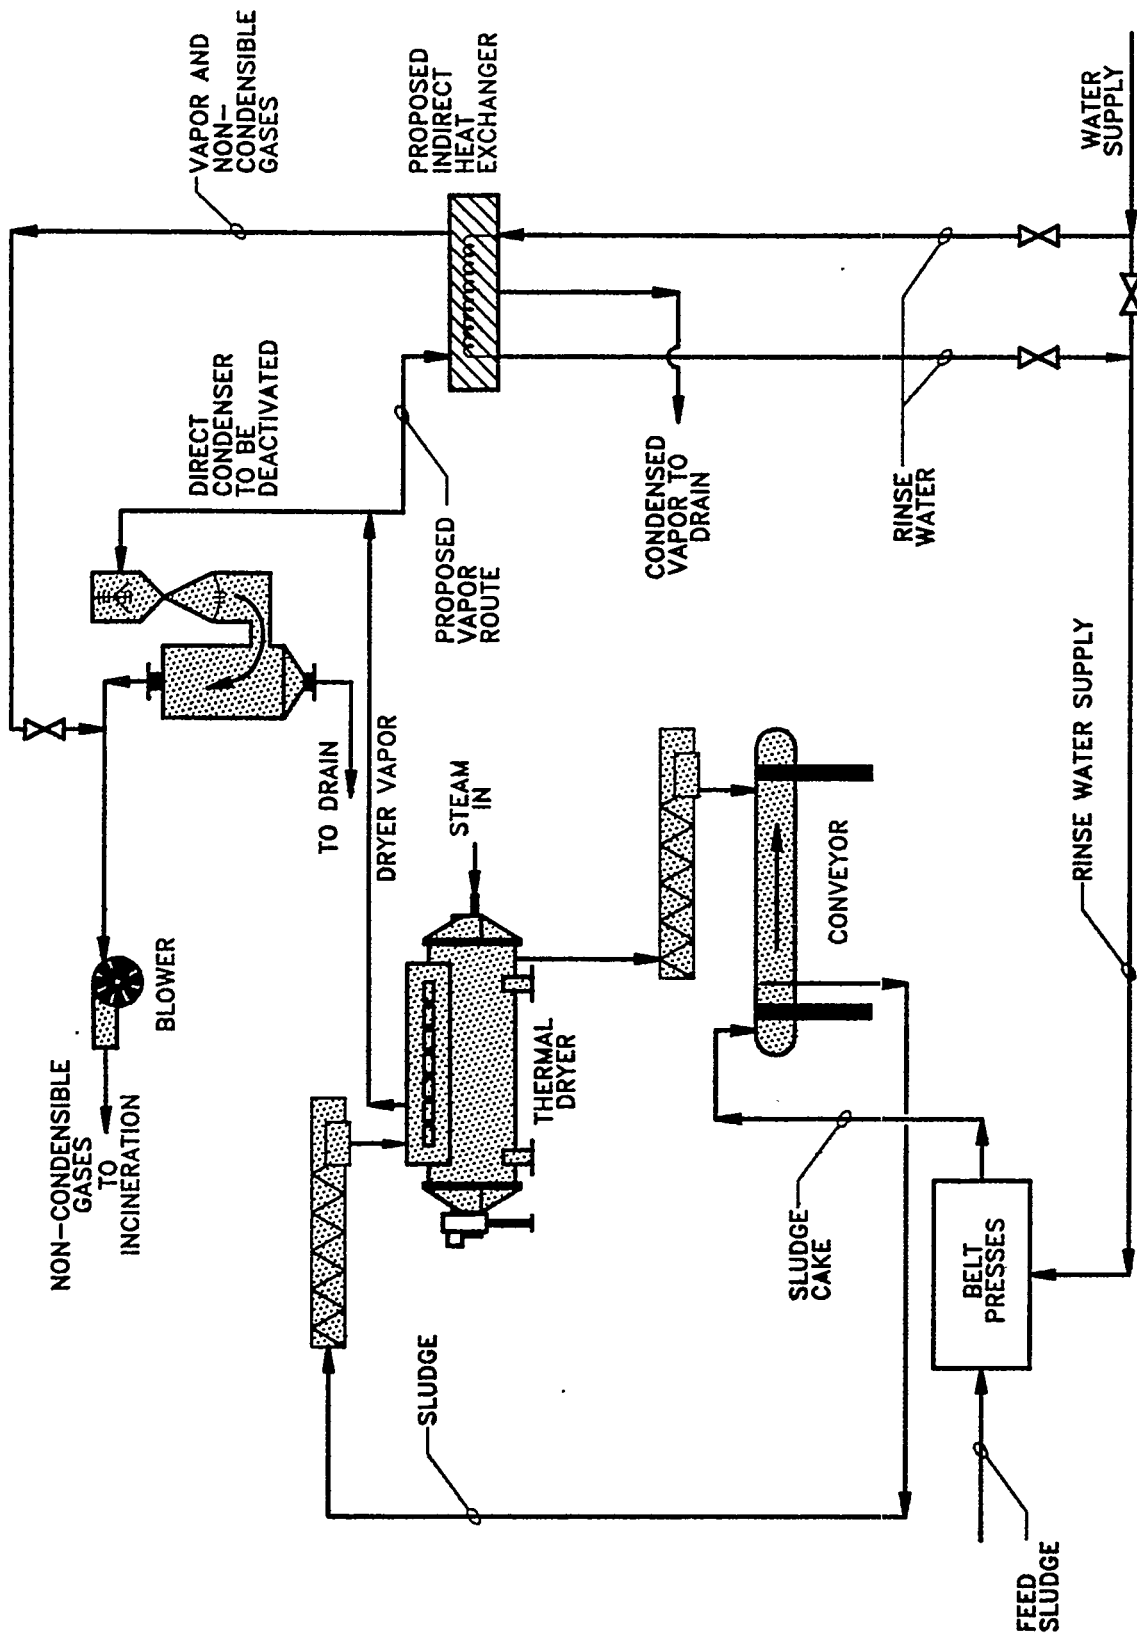 NON-CONDENSIBLE
GASES
TO
INCINERATION
BLOWER
VAPOR AND
NON-
CONDENSIBLE
GASES
DIRECT
CONDENSER
TO BE
DEACTIVATED
TO DRAIN
DRYER VAPOR
PROPOSED
INDIRECT
HEAT
EXCHANGER
PROPOSED
VAPOR
ROUTE
STEAM
IN
SLUDGE
THERMAL
DRYER
CONDENSED
VAPOR TO
DRAIN
CONVEYOR
SLUDGE
CAKE
RINSE
WATER
BELT
PRESSES
FEED
SLUDGE
RINSE WATER SUPPLY
WATER
SUPPLY